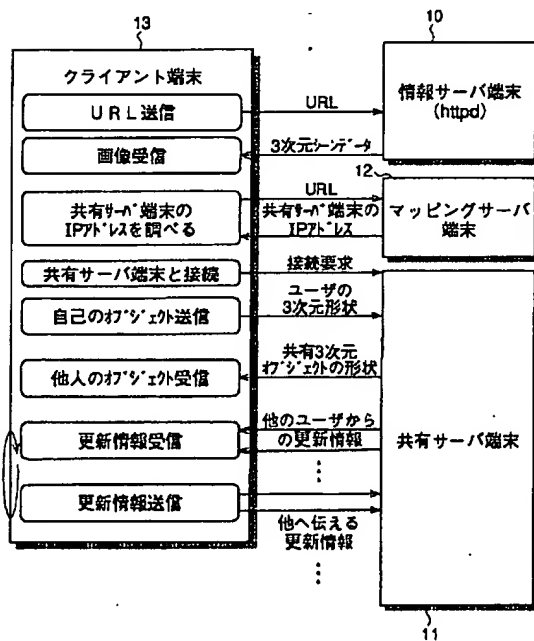 13
クライアント端末
URL送信
画像受信
共有サーバ端末の
IPアドレスを調べる
共有サーバ端末と接続
自己のオブジェクト送信
他人のオブジェクト受信
更新情報受信
更新情報送信
URL
3次元シーンデータ
URL
共有サーバ端末の
IPアドレス
接続要求
ユーザの
3次元形状
共有3次元
オブジェクトの形状
他のユーザから
の更新情報
他へ伝える
更新情報
10
情報サーバ端末
(httpd)
12
マッピングサーバ
端末
共有サーバ端末
11